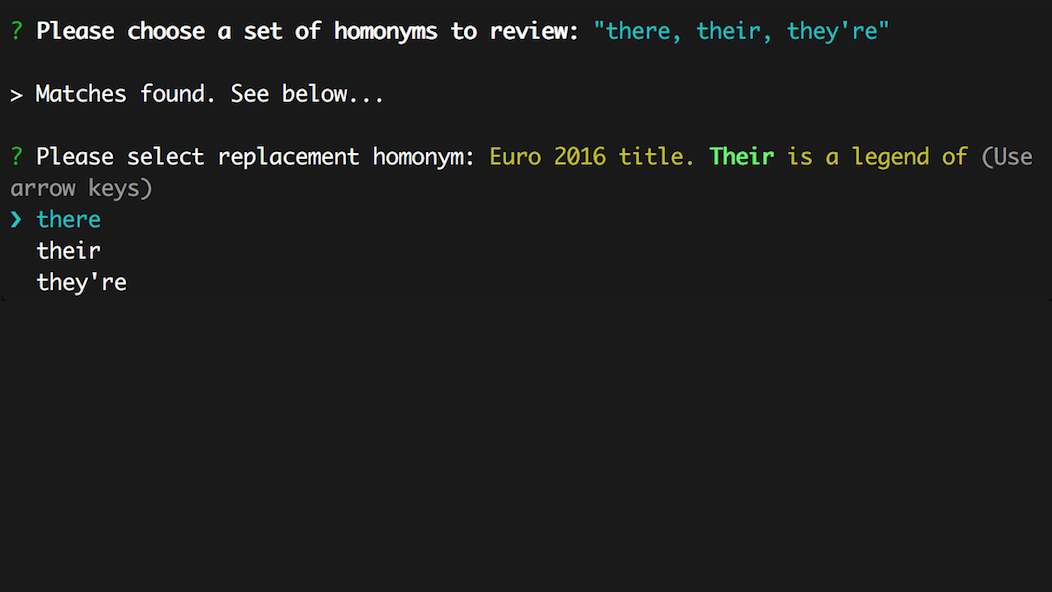 ? Please choose a set of homonyms to review: "there, their, they're"
> Matches found. See below...
? Please select replacement homonym: Euro 2016 title. Their is a legend of (Use
arrow keys)
❯ there
their
they're